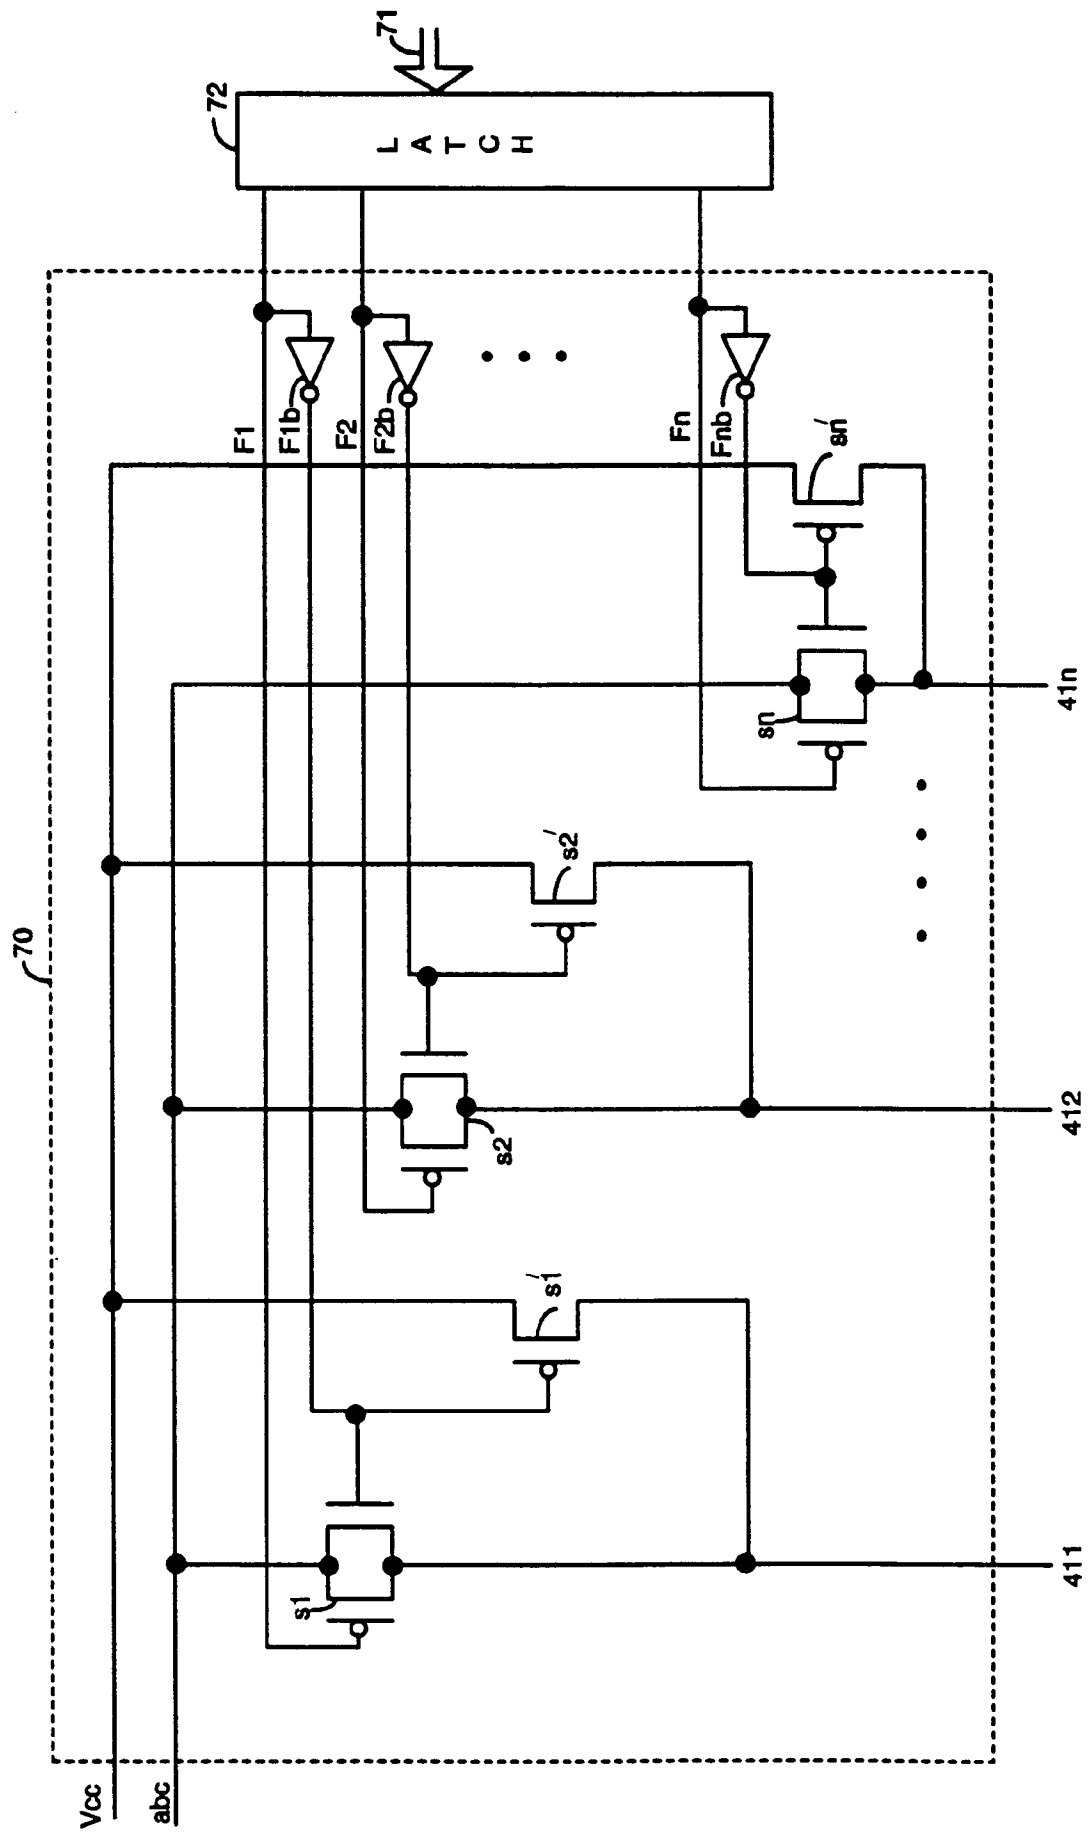 70
Vcc
abc
F1
F1b
F2
F2b
Fn
Fnb
72
LATCH
71
s1
s1'
s2
s2'
sn
sn'
411
412
41n